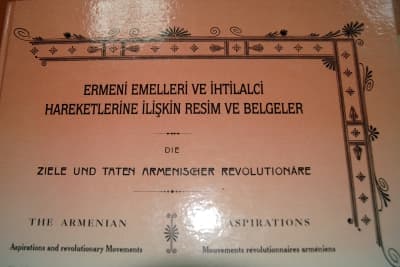 ERMENİ EMELLERİ VE İHTİLALCİ
HAREKETLERİNE İLİŞKİN RESİM VE BELGELER
DIE
ZIELE UND TATEN ARMENISCHER REVOLUTIONÄRE
THE ARMENIAN ASPIRATIONS
Aspirations and revolutionary Movements Mouvements révolutionnaires arméniens